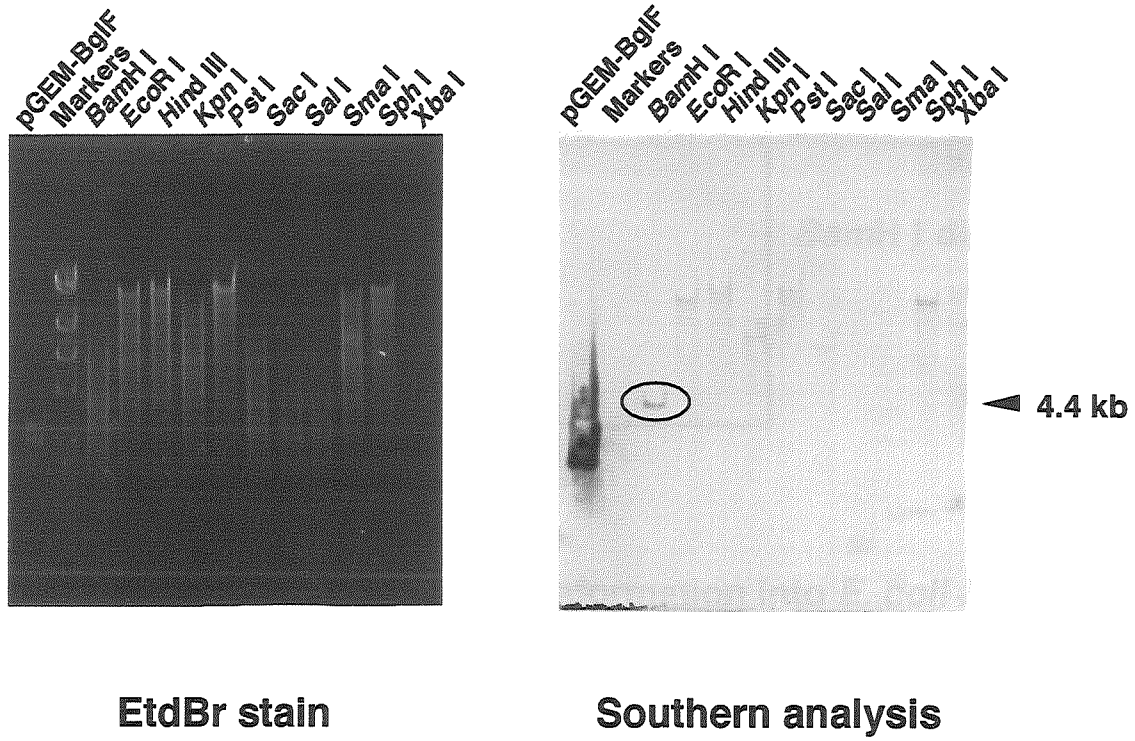 pGEM-BglF
Markers
BamH I
EcoR I
Hind III
Kpn I
Pst I
Sac I
Sal I
Sma I
Sph I
Xba I
pGEM-BglF
Markers
BamH I
EcoR I
Hind III
Kpn I
Pst I
Sac I
Sal I
Sma I
Sph I
Xba I
4.4 kb
EtdBr stain
Southern analysis